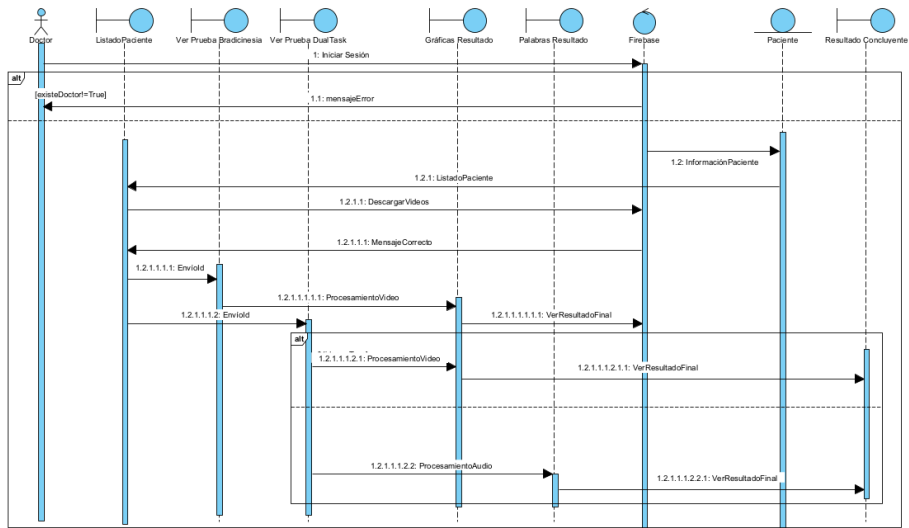 Doctor
ListadoPaciente
Ver Prueba Bradicinesia
Ver Prueba DualTask
Gráficas Resultado
Palabras Resultado
Firebase
Paciente
Resultado Concluyente
1: Iniciar Sesión
alt
[existeDoctor!=True]
1.1: mensajeError
1.2: InformaciónPaciente
1.2.1: ListadoPaciente
1.2.1.1: DescargarVideos
1.2.1.1.1: MensajeCorrecto
1.2.1.1.1.1: EnvíoId
1.2.1.1.1.1.1: ProcesamientoVideo
1.2.1.1.1.2: EnvíoId
1.2.1.1.1.1.1.1: VerResultadoFinal
alt
1.2.1.1.1.2.1: ProcesamientoVideo
1.2.1.1.1.2.1.1: VerResultadoFinal
1.2.1.1.1.2.2: ProcesamientoAudio
1.2.1.1.1.2.2.1: VerResultadoFinal